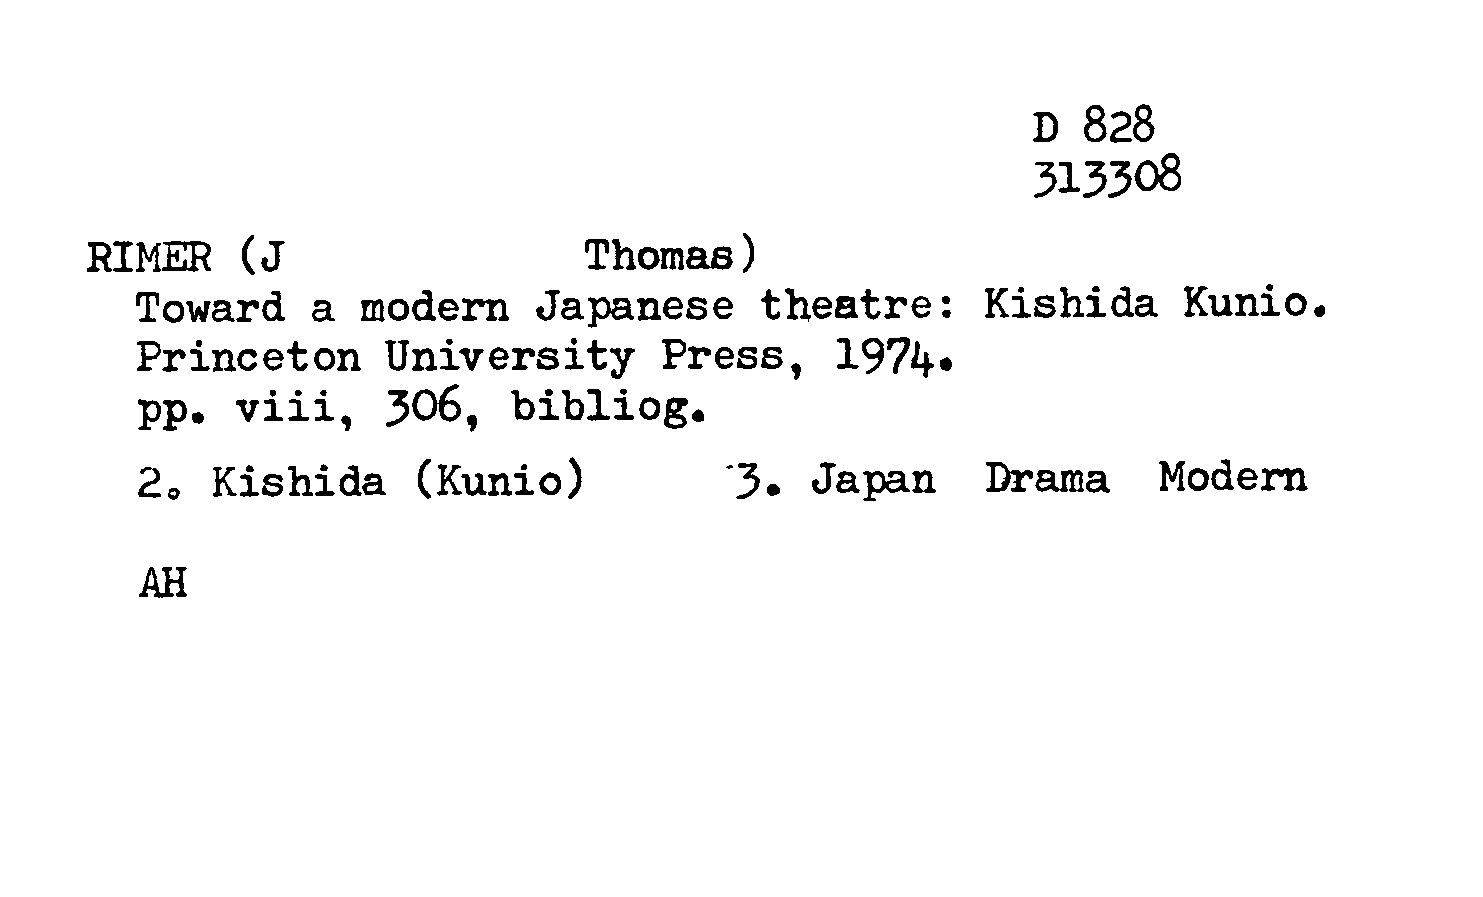 D 828
313308
RIMER (J Thomas)
Toward a modern Japanese theatre: Kishida Kunio.
Princeton University Press, 1974.
pp. viii, 306, bibliog.
2. Kishida (Kunio) 3. Japan Drama Modern
AH